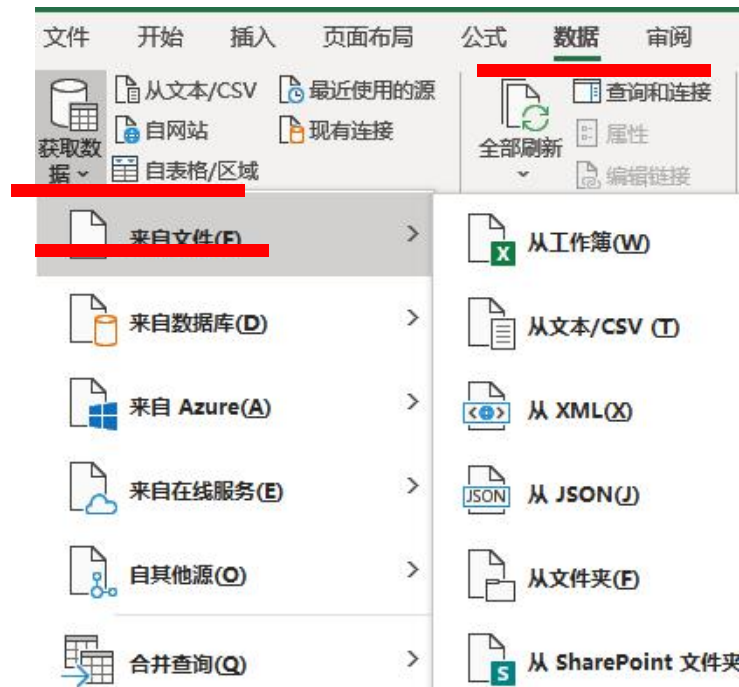 文件 开始 插入 页面布局 公式 数据 审阅
获取数据 从文本/CSV 最近使用的源 全部刷新 查询和连接
自网站 现有连接 属性
自表格/区域 编辑链接
来自文件(F)
来自数据库(D)
来自 Azure(A)
来自在线服务(E)
自其他源(O)
合并查询(Q)
从工作簿(W)
从文本/CSV (T)
从 XML(X)
从 JSON(J)
从文件夹(F)
从 SharePoint 文件夹